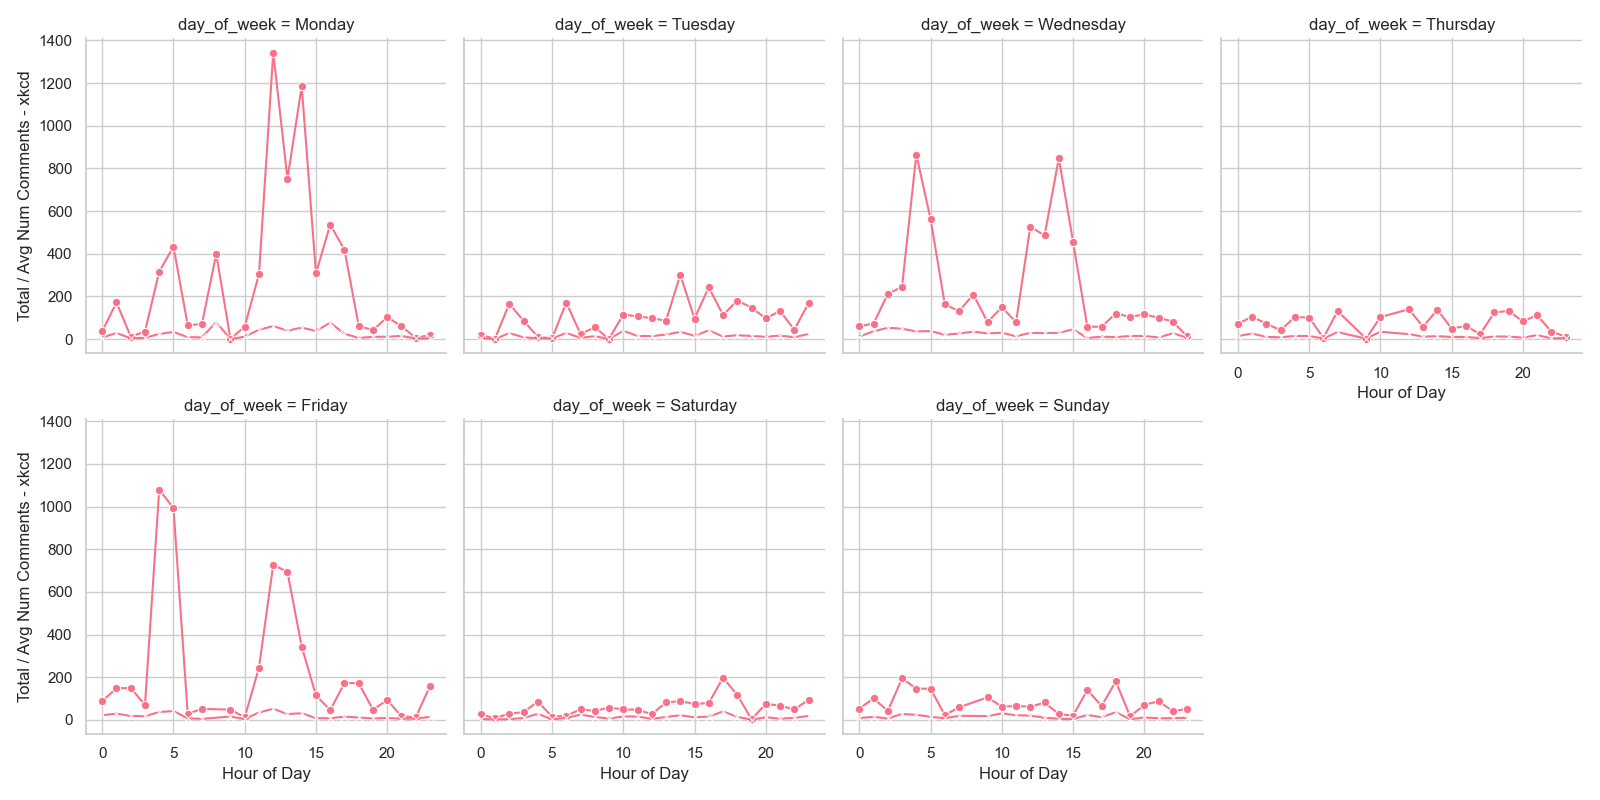 day_of_week = Monday
day_of_week = Tuesday
day_of_week = Wednesday
day_of_week = Thursday
Total / Avg Num Comments - xkcd
1400
1200
1000
800
600
400
200
0
0 5 10 15 20
Hour of Day
day_of_week = Friday
day_of_week = Saturday
day_of_week = Sunday
Total / Avg Num Comments - xkcd
1400
1200
1000
800
600
400
200
0
0 5 10 15 20
0 5 10 15 20
0 5 10 15 20
Hour of Day
Hour of Day
Hour of Day